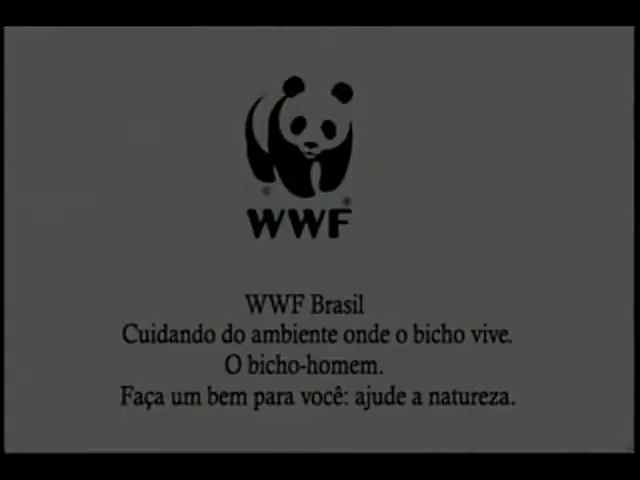 WWF
WWF Brasil
Cuidando do ambiente onde o bicho vive.
O bicho-homem.
Faça um bem para você: ajude a natureza.